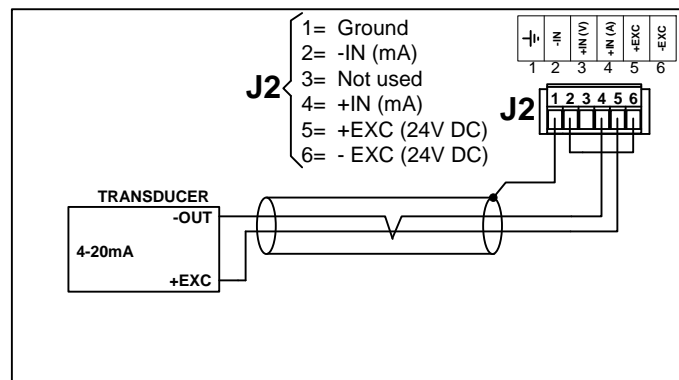 J2
1= Ground
2= -IN (mA)
3= Not used
4= +IN (mA)
5= +EXC (24V DC)
6= - EXC (24V DC)
-IN
+IN (V)
+IN (A)
+EXC
-EXC
1 2 3 4 5 6
J2
1 2 3 4 5 6
TRANSDUCER
-OUT
4-20mA
+EXC